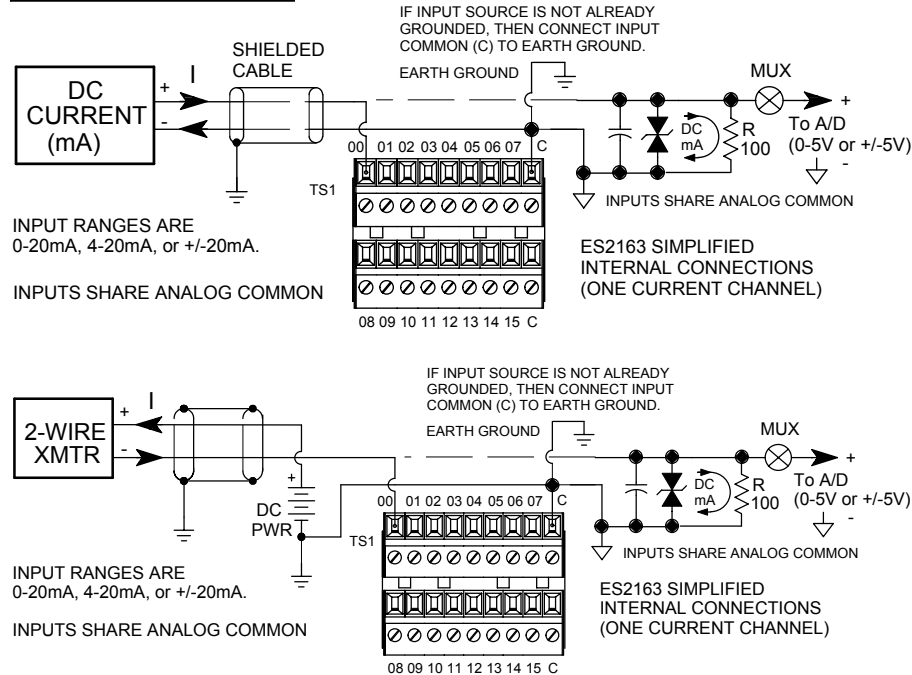 IF INPUT SOURCE IS NOT ALREADY
GROUNDED, THEN CONNECT INPUT
COMMON (C) TO EARTH GROUND.
SHIELDED
CABLE
EARTH GROUND
MUX
I
DC
CURRENT
(mA)
+
-
+
DC
mA
R
100
To A/D
(0-5V or +/-5V)
-
00 01 02 03 04 05 06 07 C
TS1
INPUTS SHARE ANALOG COMMON
INPUT RANGES ARE
0-20mA, 4-20mA, or +/-20mA.
INPUTS SHARE ANALOG COMMON
ES2163 SIMPLIFIED
INTERNAL CONNECTIONS
(ONE CURRENT CHANNEL)
08 09 10 11 12 13 14 15 C
IF INPUT SOURCE IS NOT ALREADY
GROUNDED, THEN CONNECT INPUT
COMMON (C) TO EARTH GROUND.
EARTH GROUND
MUX
I
2-WIRE
XMTR
+
-
+
DC
PWR
+
DC
mA
R
100
To A/D
(0-5V or +/-5V)
-
00 01 02 03 04 05 06 07 C
TS1
INPUTS SHARE ANALOG COMMON
INPUT RANGES ARE
0-20mA, 4-20mA, or +/-20mA.
INPUTS SHARE ANALOG COMMON
ES2163 SIMPLIFIED
INTERNAL CONNECTIONS
(ONE CURRENT CHANNEL)
08 09 10 11 12 13 14 15 C